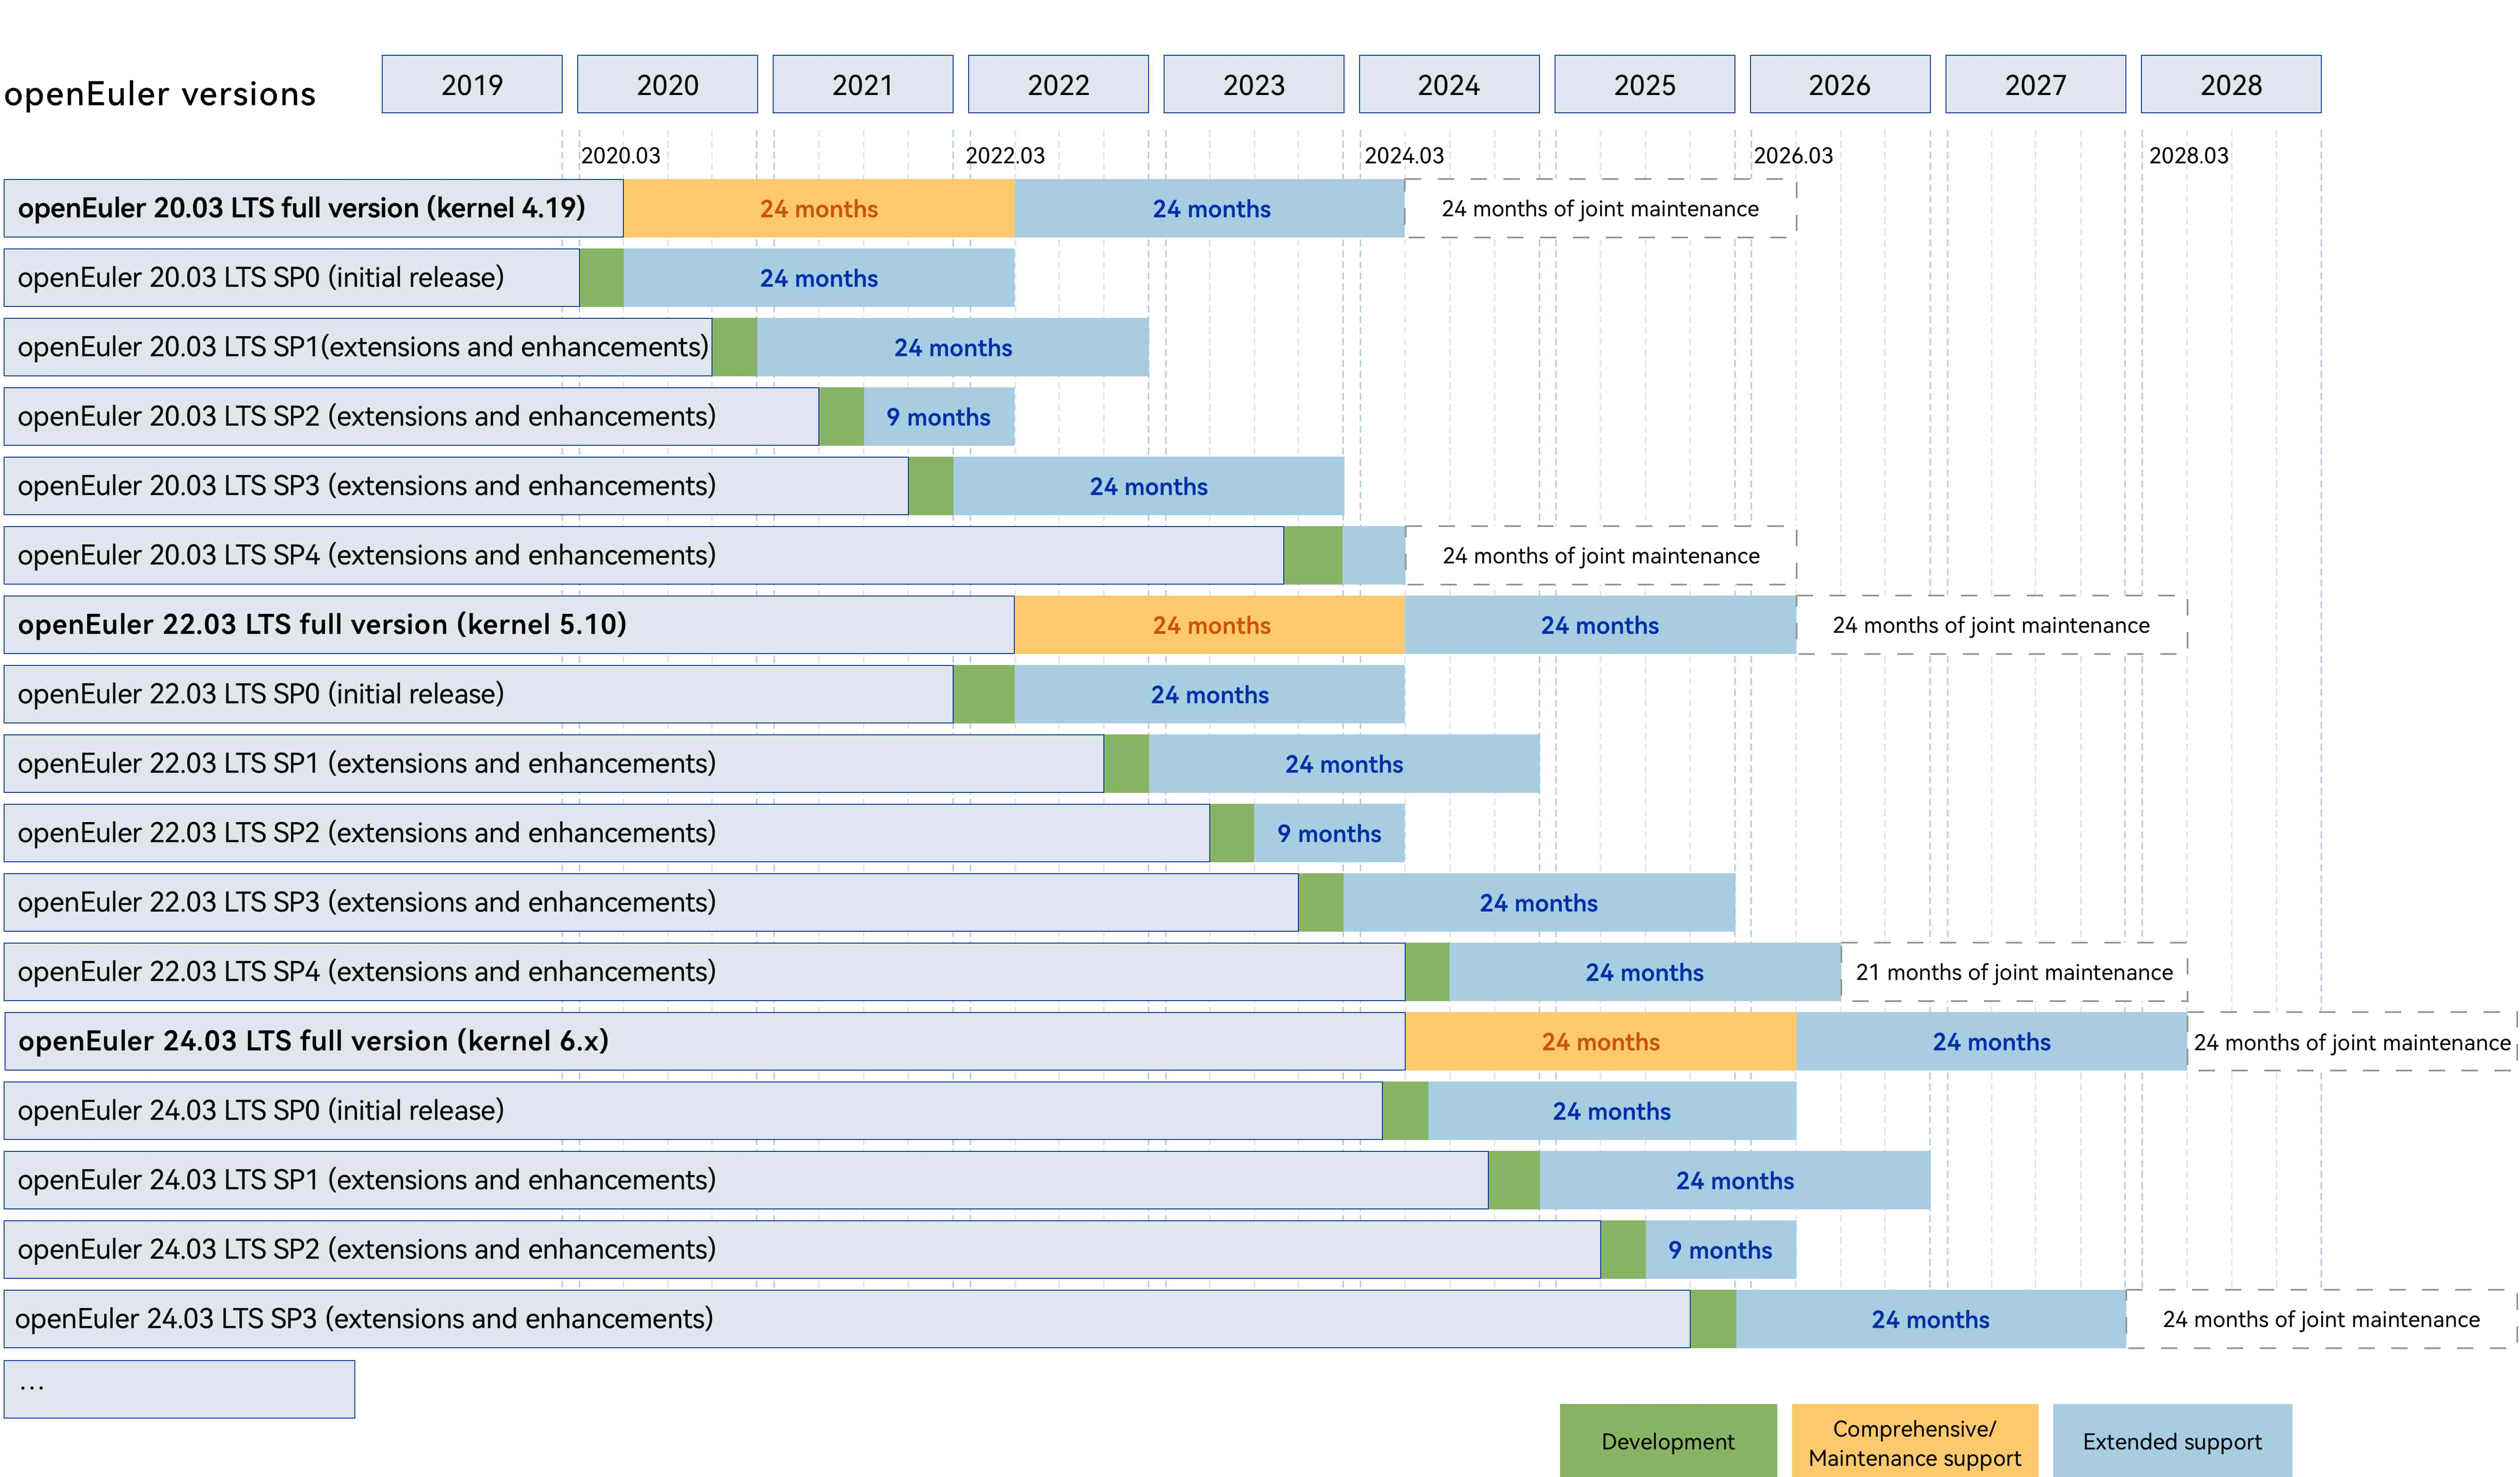 openEuler versions
2019 2020 2021 2022 2023 2024 2025 2026 2027 2028
2020.03 2022.03 2024.03 2026.03 2028.03
openEuler 20.03 LTS full version (kernel 4.19) 24 months 24 months 24 months of joint maintenance
openEuler 20.03 LTS SP0 (initial release) 24 months
openEuler 20.03 LTS SP1(extensions and enhancements) 24 months
openEuler 20.03 LTS SP2 (extensions and enhancements) 9 months
openEuler 20.03 LTS SP3 (extensions and enhancements) 24 months
openEuler 20.03 LTS SP4 (extensions and enhancements) 24 months of joint maintenance
openEuler 22.03 LTS full version (kernel 5.10) 24 months 24 months 24 months of joint maintenance
openEuler 22.03 LTS SP0 (initial release) 24 months
openEuler 22.03 LTS SP1 (extensions and enhancements) 24 months
openEuler 22.03 LTS SP2 (extensions and enhancements) 9 months
openEuler 22.03 LTS SP3 (extensions and enhancements) 24 months
openEuler 22.03 LTS SP4 (extensions and enhancements) 24 months 21 months of joint maintenance
openEuler 24.03 LTS full version (kernel 6.x) 24 months 24 months 24 months of joint maintenance
openEuler 24.03 LTS SP0 (initial release) 24 months
openEuler 24.03 LTS SP1 (extensions and enhancements) 24 months
openEuler 24.03 LTS SP2 (extensions and enhancements) 9 months
openEuler 24.03 LTS SP3 (extensions and enhancements) 24 months 24 months of joint maintenance
...
Development
Comprehensive/
Maintenance support
Extended support